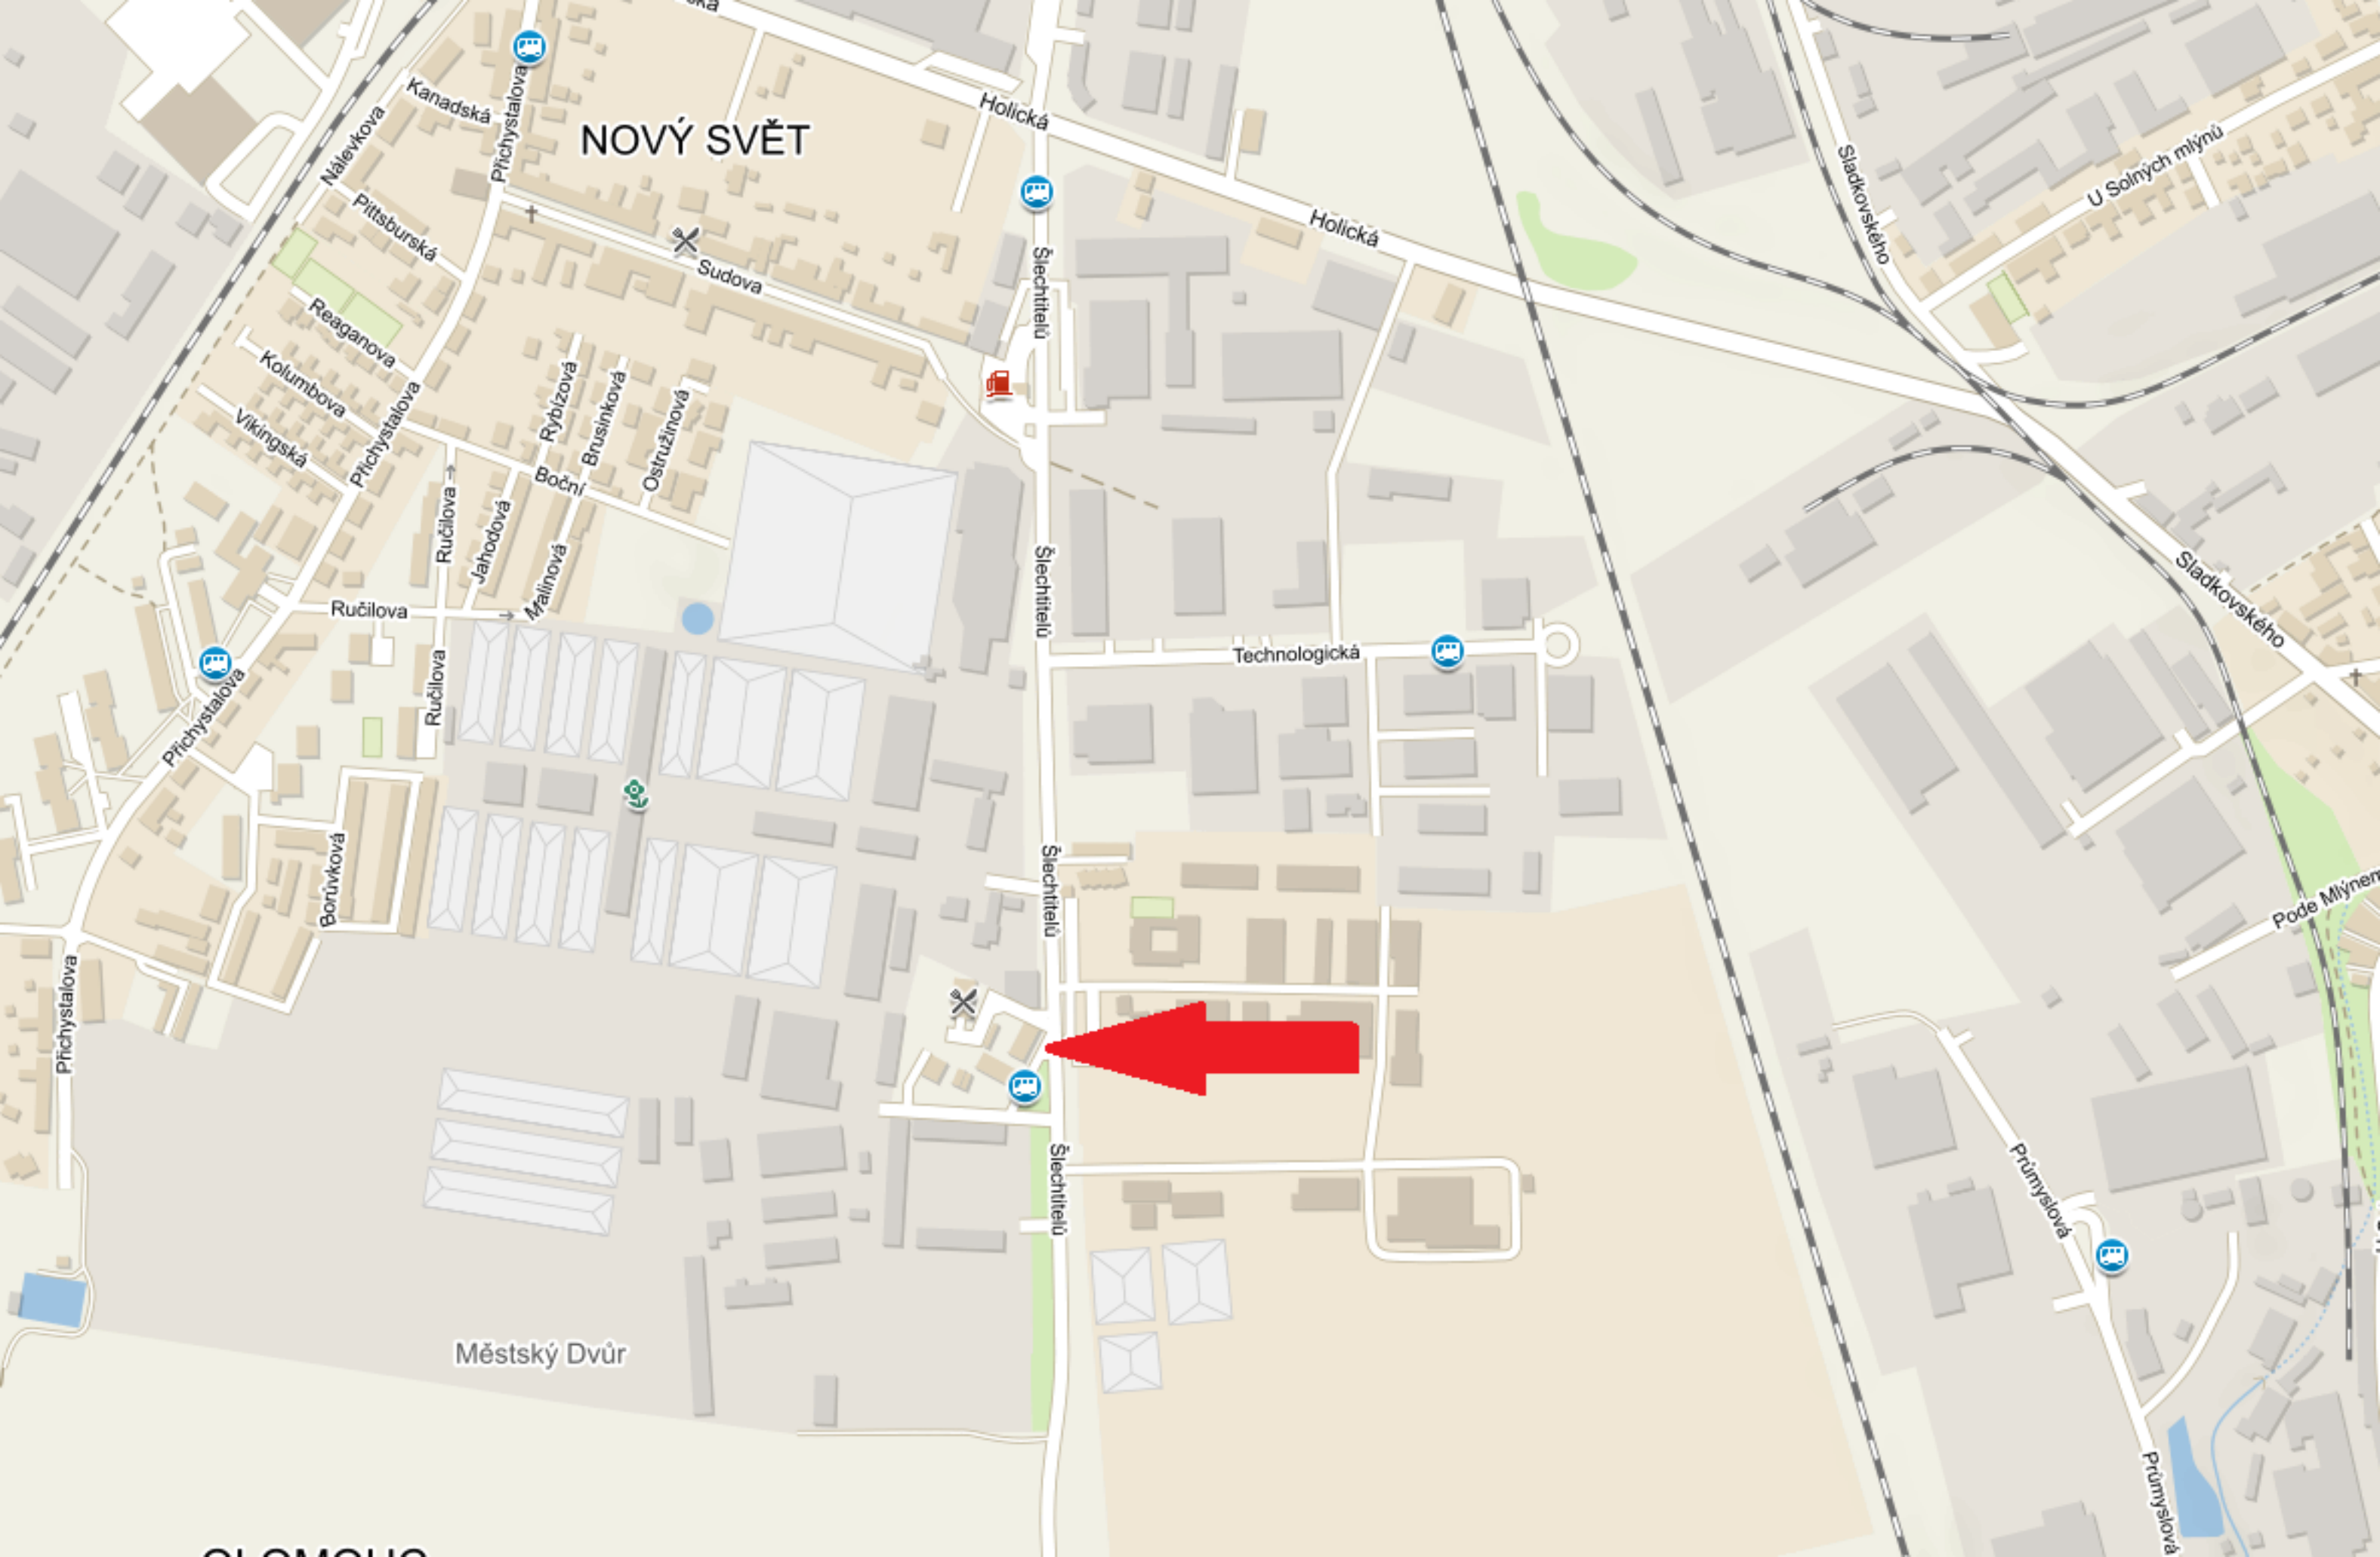 Kanadská
Přichystalova
Nálevkova
NOVÝ SVĚT
Holická
Sladkovského
U Solných mlýnů
Pittsburská
Holická
Sudova
Šlechtitelů
Reaganova
Kolumbova
Vikingská
Přichystalova
Rybízová
Brusinková
Ostružinová
Boční
Ručilova
Jahodová
Malinová
Šlechtitelů
Sladkovského
Ručilova
Technologická
Ručilova
Přichystalova
Borůvková
Šlechtitelů
Pode Mlýnem
Přichystalova
Šlechtitelů
Průmyslová
Městský Dvůr
Průmyslová
OLOMOUC